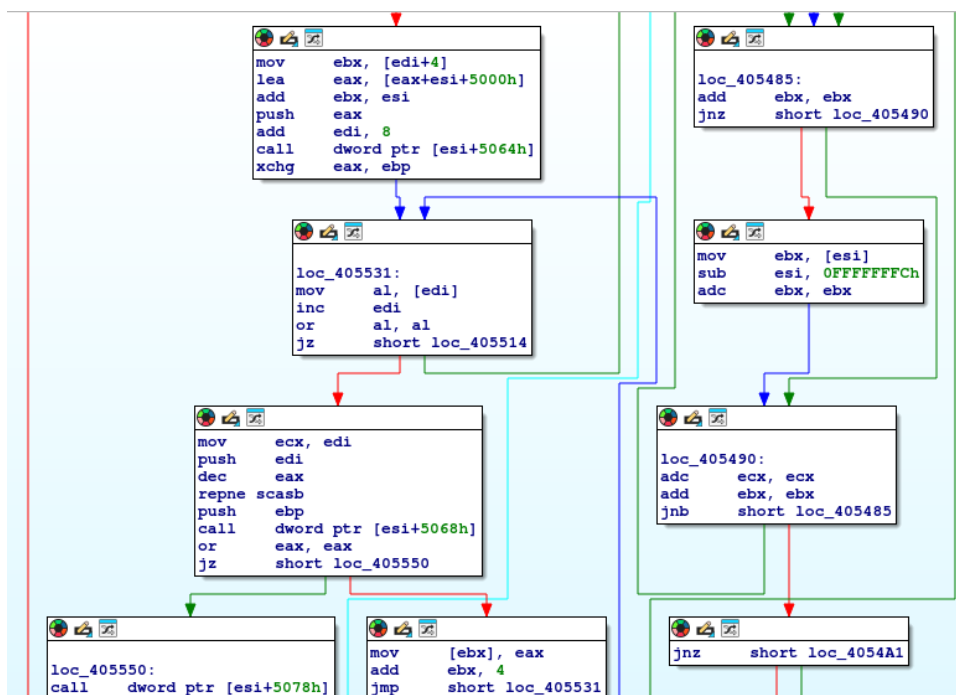 mov ebx, [edi+4]
lea eax, [eax+esi+5000h]
add ebx, esi
push eax
add edi, 8
call dword ptr [esi+5064h]
xchg eax, ebp
loc_405485:
add ebx, ebx
jnz short loc_405490
loc_405531:
mov al, [edi]
inc edi
or al, al
jz short loc_405514
mov ebx, [esi]
sub esi, 0FFFFFFFCh
adc ebx, ebx
mov ecx, edi
push edi
dec eax
repne scasb
push ebp
call dword ptr [esi+5068h]
or eax, eax
jz short loc_405550
loc_405490:
adc ecx, ecx
add ebx, ebx
jnb short loc_405485
loc_405550:
call dword ptr [esi+5078h]
mov [ebx], eax
add ebx, 4
jmp short loc_405531
jnz short loc_4054A1